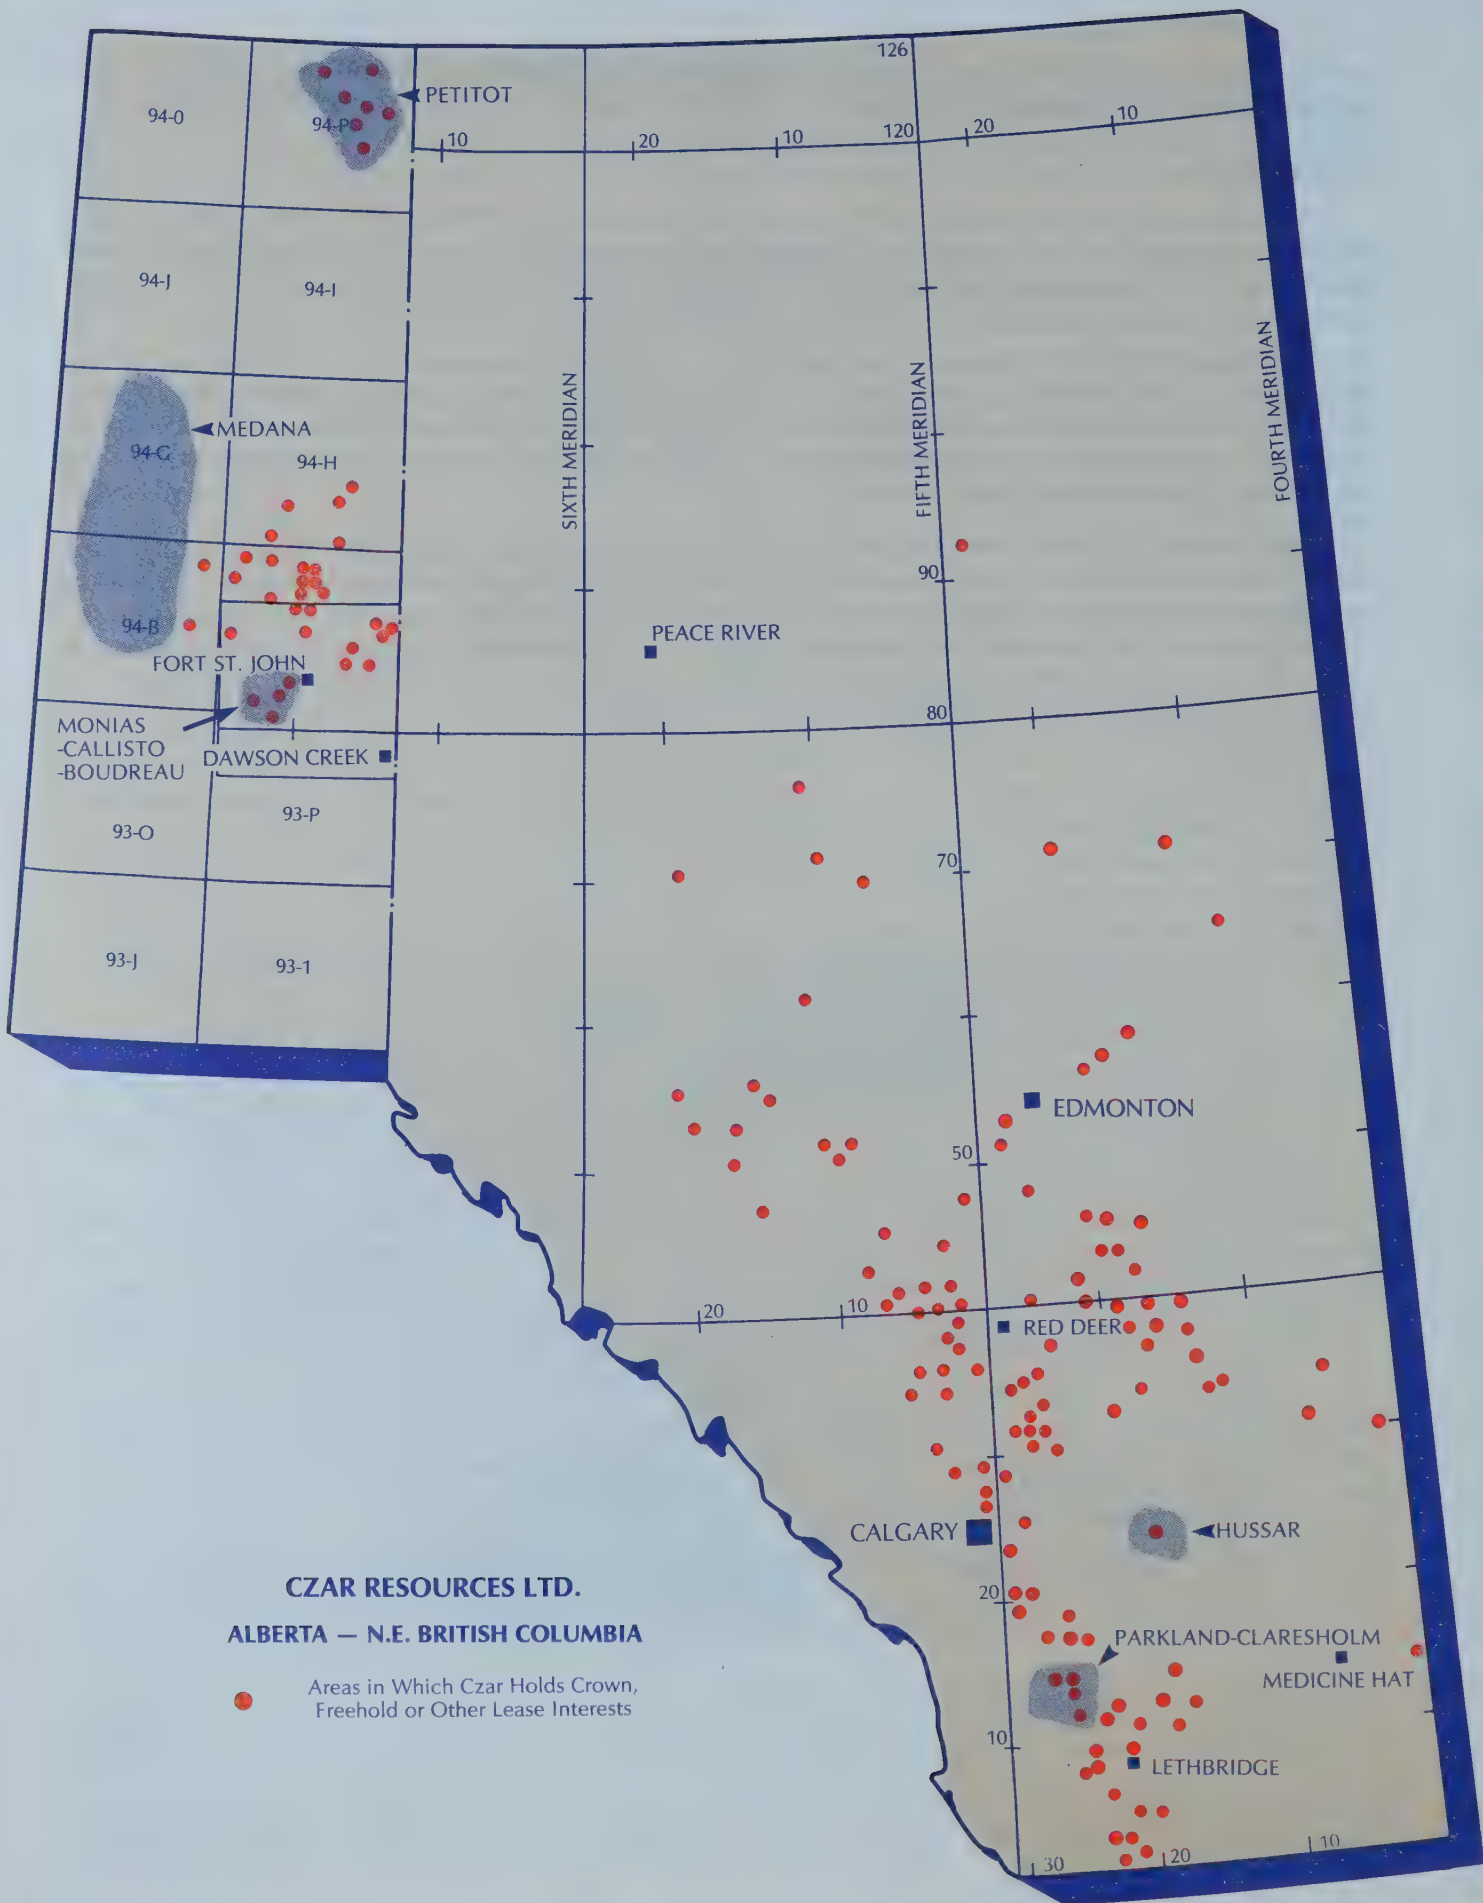 126
94-0
94-P
PETITOT
10
20
10
120
20
10
94-J
94-I
SIXTH MERIDIAN
FIFTH MERIDIAN
FOURTH MERIDIAN
MEDANA
94-G
94-H
90
94-B
PEACE RIVER
FORT ST. JOHN
MONIAS
-CALLISTO
-BOUDREAU
80
DAWSON CREEK
93-O
93-P
70
93-J
93-1
EDMONTON
50
20
10
RED DEER
CALGARY
HUSSAR
20
PARKLAND-CLARESHOLM
MEDICINE HAT
10
LETHBRIDGE
30
20
10
CZAR RESOURCES LTD.
ALBERTA — N.E. BRITISH COLUMBIA
Areas in Which Czar Holds Crown,
Freehold or Other Lease Interests